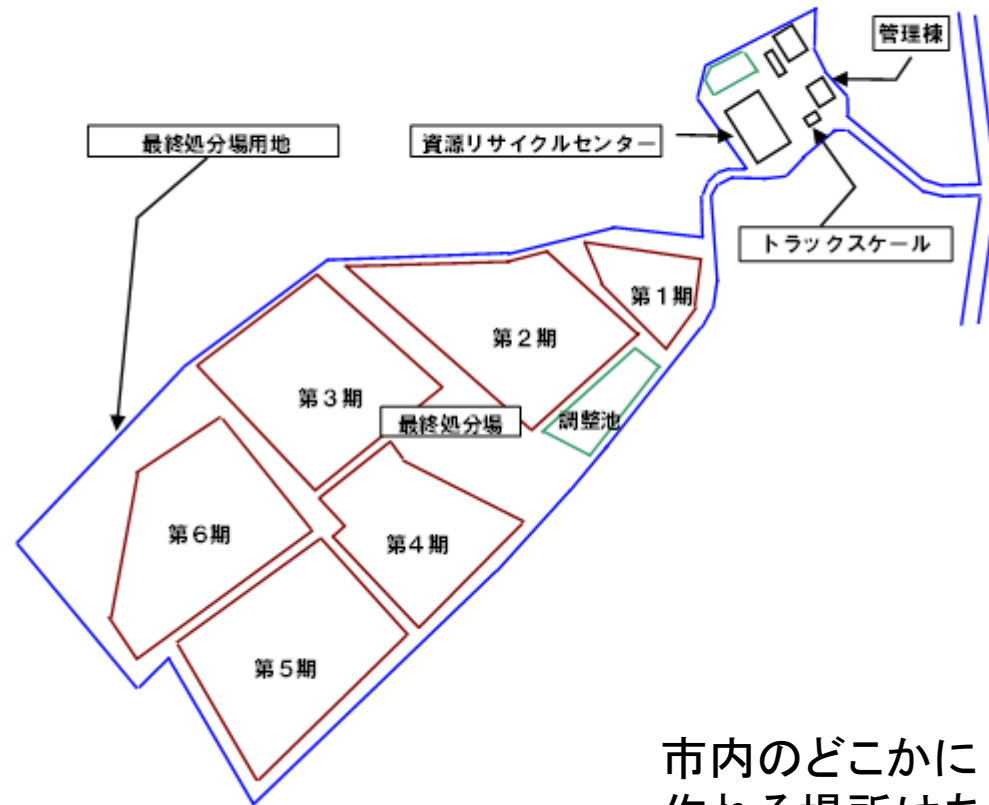 管理棟
最終処分場用地
資源リサイクルセンター
トラックスケール
第1期
第2期
第3期
最終処分場
調整池
第6期
第4期
第5期
市内のどこかに